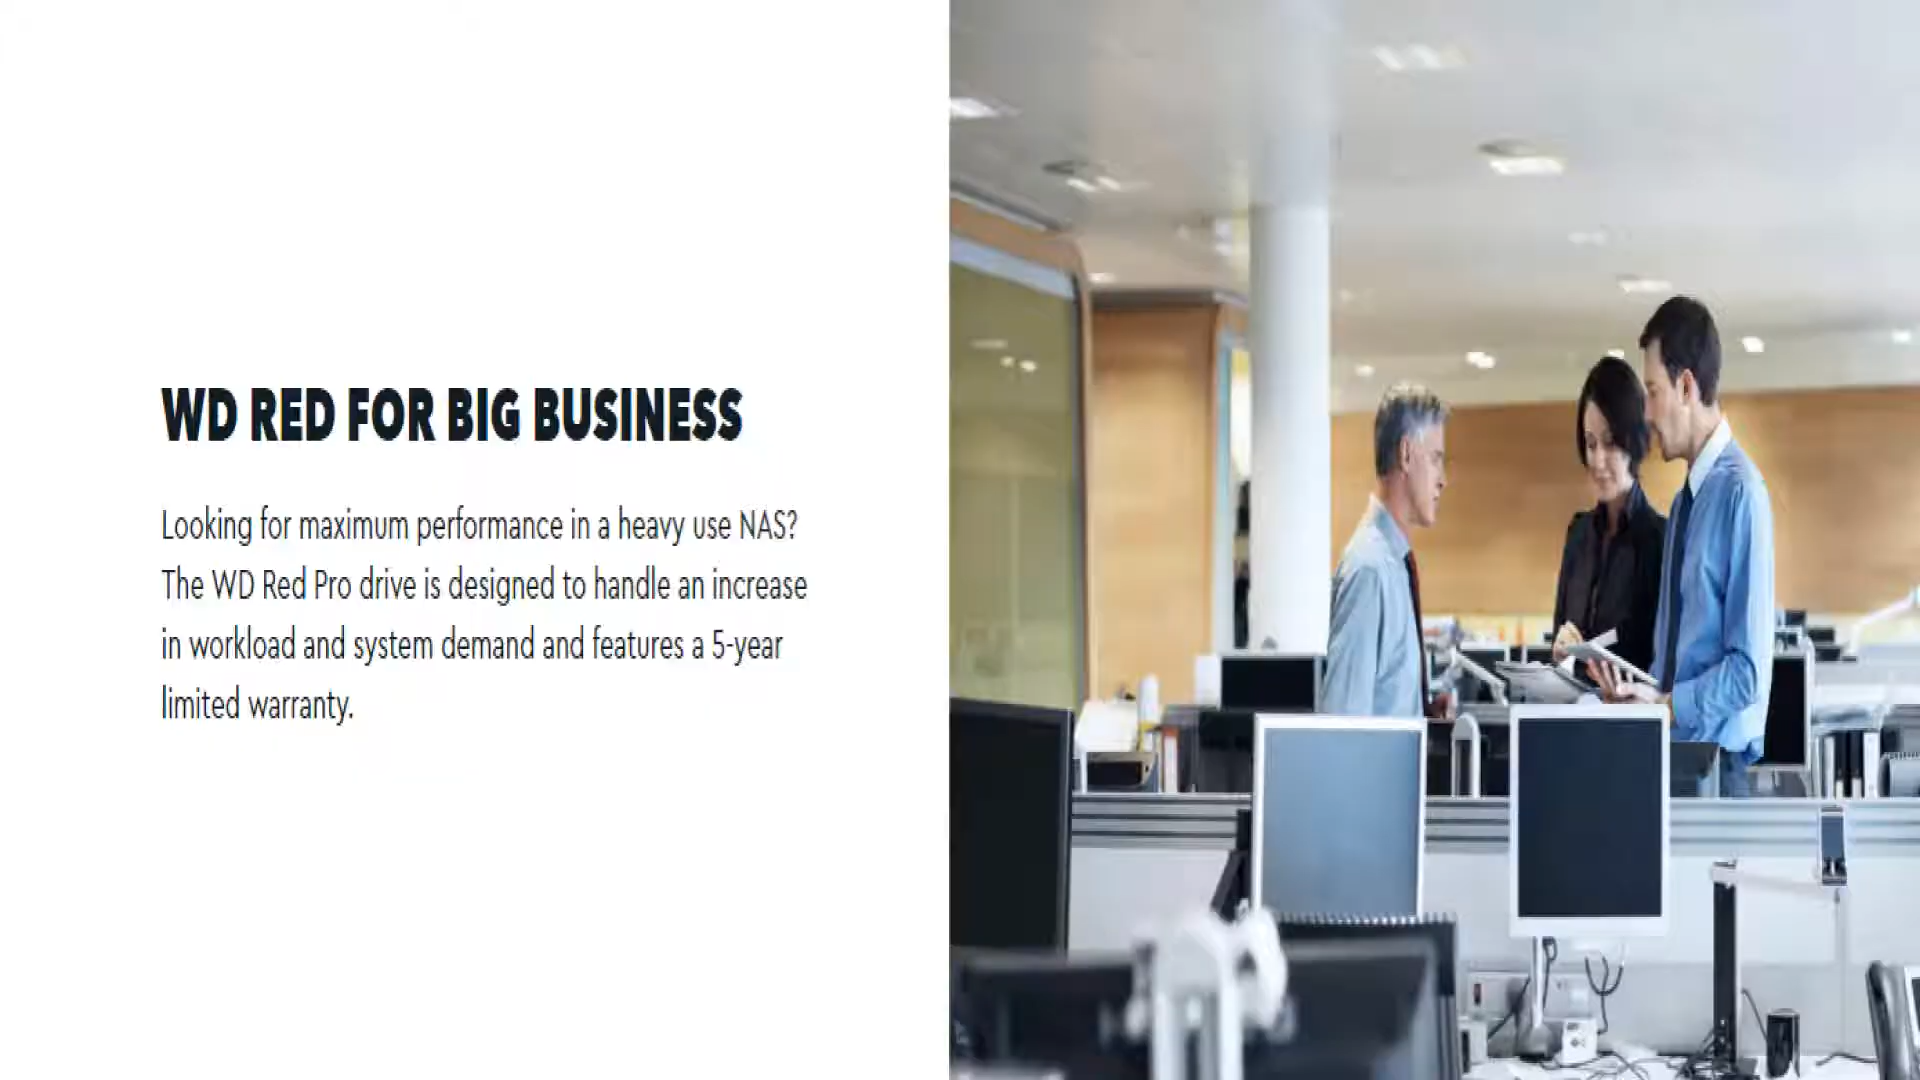 WD RED FOR BIG BUSINESS
Looking for maximum performance in a heavy use NAS?
The WD Red Pro drive is designed to handle an increase
in workload and system demand and features a 5-year
limited warranty.